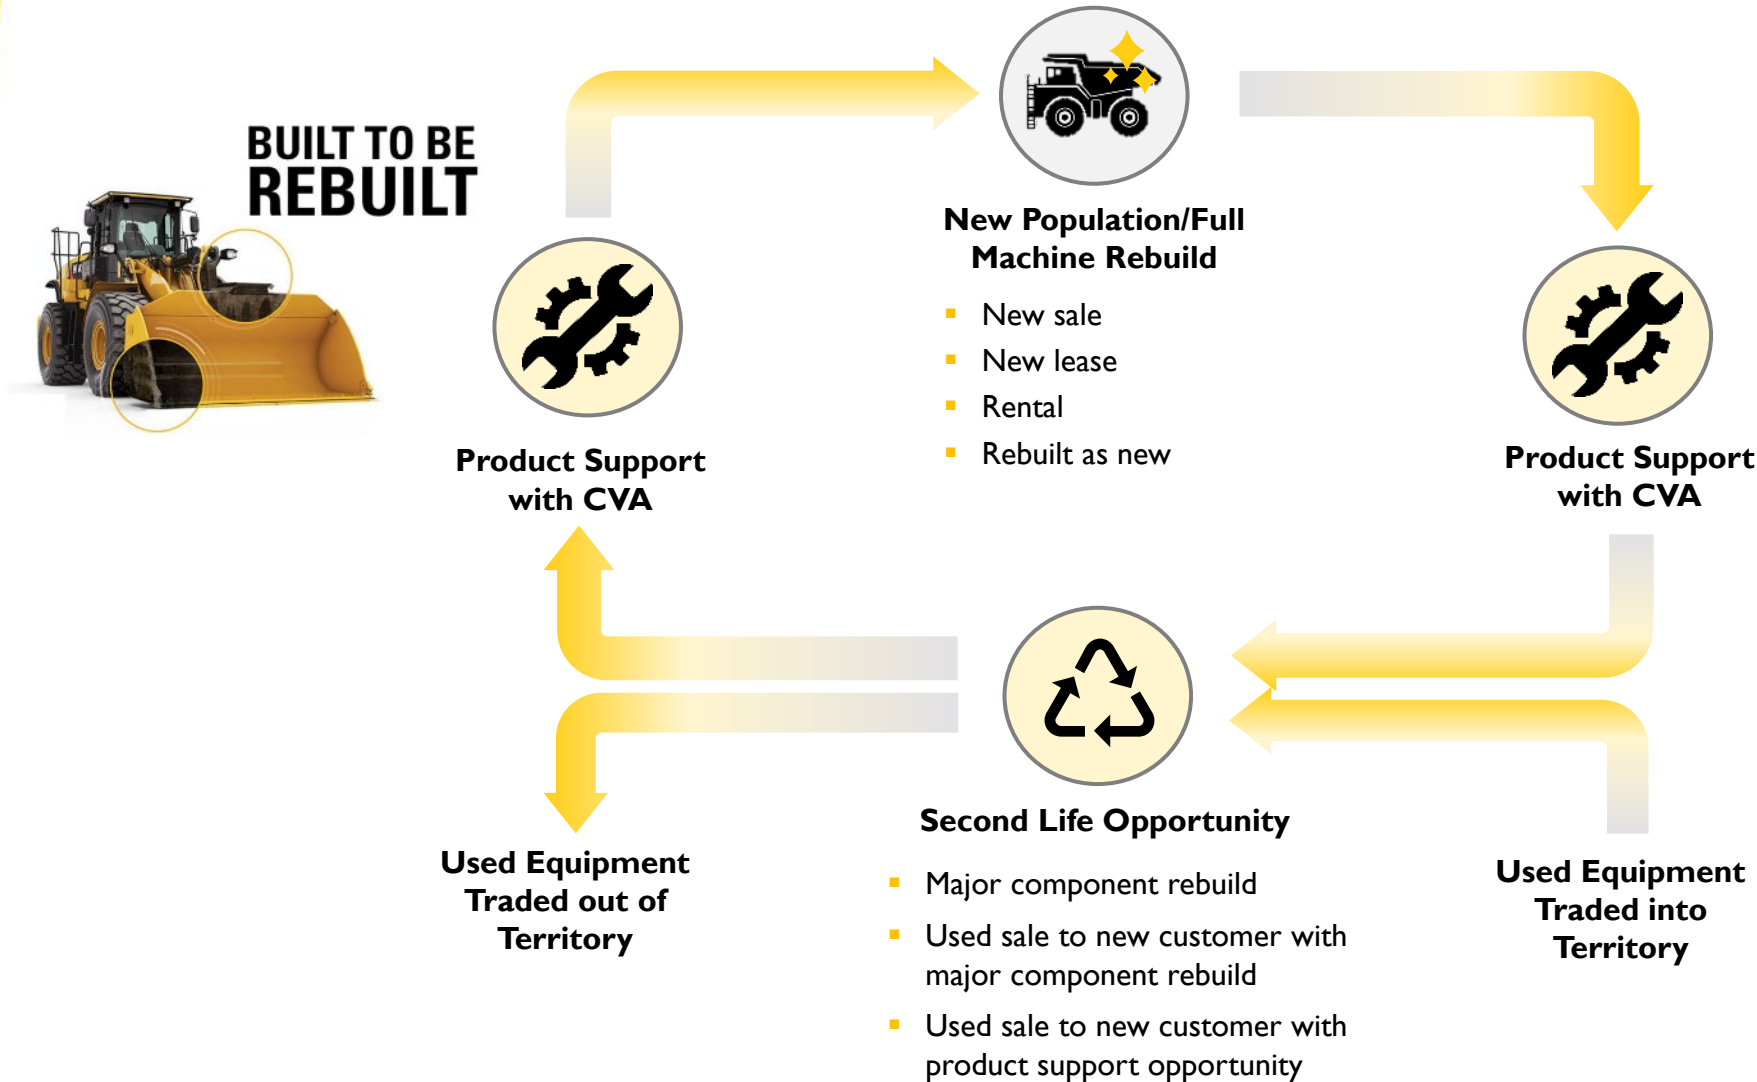 BUILT TO BE
REBUILT
New Population/Full
Machine Rebuild
New sale
New lease
Rental
Rebuilt as new
Product Support
with CVA
Product Support
with CVA
Second Life Opportunity
Major component rebuild
Used sale to new customer with
major component rebuild
Used sale to new customer with
product support opportunity
Used Equipment
Traded out of
Territory
Used Equipment
Traded into
Territory